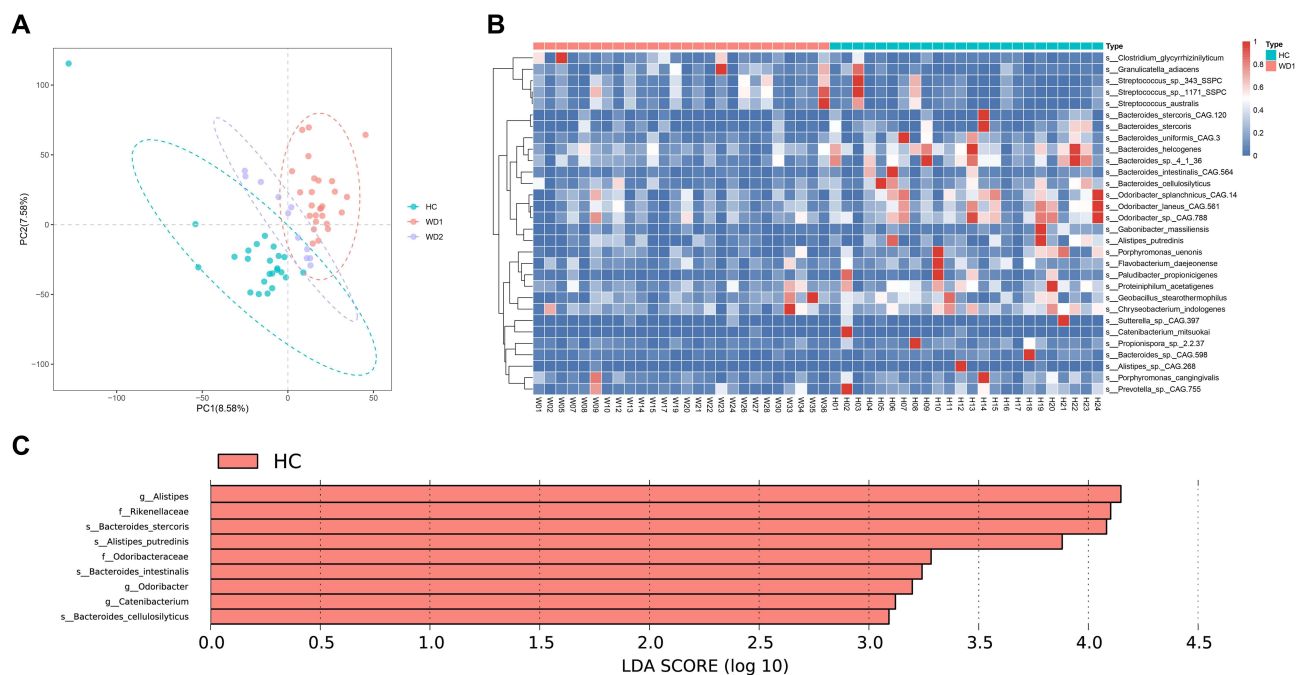 A
100
50
0
−50
−100
PC2(7.58%)
−100
−50
0
50
PC1(8.58%)
HC
WD1
WD2
B
Type
s__Clostridium_glycyrrhizinilyticum
s__Granulicatella_adiacens
s__Streptococcus_sp._343_SSPC
s__Streptococcus_sp._1171_SSPC
s__Streptococcus_australis
s__Bacteroides_stercoris_CAG.120
s__Bacteroides_stercoris
s__Bacteroides_uniformis_CAG.3
s__Bacteroides_helcogenes
s__Bacteroides_sp._4_1_36
s__Bacteroides_intestinalis_CAG.564
s__Bacteroides_cellulosilyticus
s__Odoribacter_splanchnicus_CAG.14
s__Odoribacter_laneus_CAG.561
s__Odoribacter_sp._CAG.788
s__Gabonibacter_massiliensis
s__Alistipes_putredinis
s__Porphyromonas_uenonis
s__Flavobacterium_daejeonense
s__Paludibacter_propionicigenes
s__Proteiniphilum_acetatigenes
s__Geobacillus_stearothermophilus
s__Chryseobacterium_indologenes
s__Sutterella_sp._CAG.397
s__Catenibacterium_mitsuokai
s__Propionispora_sp._2.2.37
s__Bacteroides_sp._CAG.598
s__Alistipes_sp._CAG.268
s__Porphyromonas_cangingivalis
s__Prevotella_sp._CAG.755
1
0.8
0.6
0.4
0.2
0
Type
HC
WD1
W01 W02 W05 W07 W08 W09 W10 W12 W13 W14 W15 W17 W19 W20 W21 W22 W23 W24 W26 W27 W28 W30 W33 W34 W35 W36 H01 H02 H03 H04 H05 H06 H07 H08 H09 H10 H11 H12 H13 H14 H15 H16 H17 H18 H19 H20 H21 H22 H23 H24
C
HC
g__Alistipes
f__Rikenellaceae
s__Bacteroides_stercoris
s__Alistipes_putredinis
f__Odoribacteraceae
s__Bacteroides_intestinalis
g__Odoribacter
g__Catenibacterium
s__Bacteroides_cellulosilyticus
0.0 0.5 1.0 1.5 2.0 2.5 3.0 3.5 4.0 4.5
LDA SCORE (log 10)